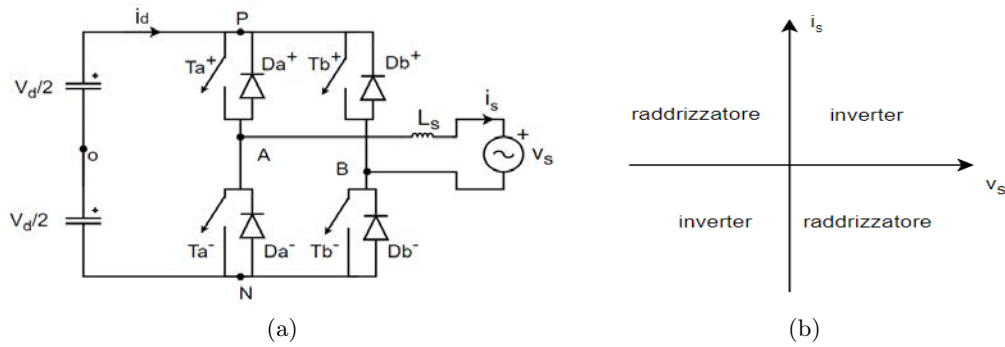 i_d
P
Ta⁺
Da⁺
Tb⁺
Db⁺
V_d/2
+
L_s
i_s
+
v_s
A
o
B
V_d/2
+
Ta⁻
Da⁻
Tb⁻
Db⁻
N
(a)
i_s
raddrizzatore
inverter
v_s
inverter
raddrizzatore
(b)